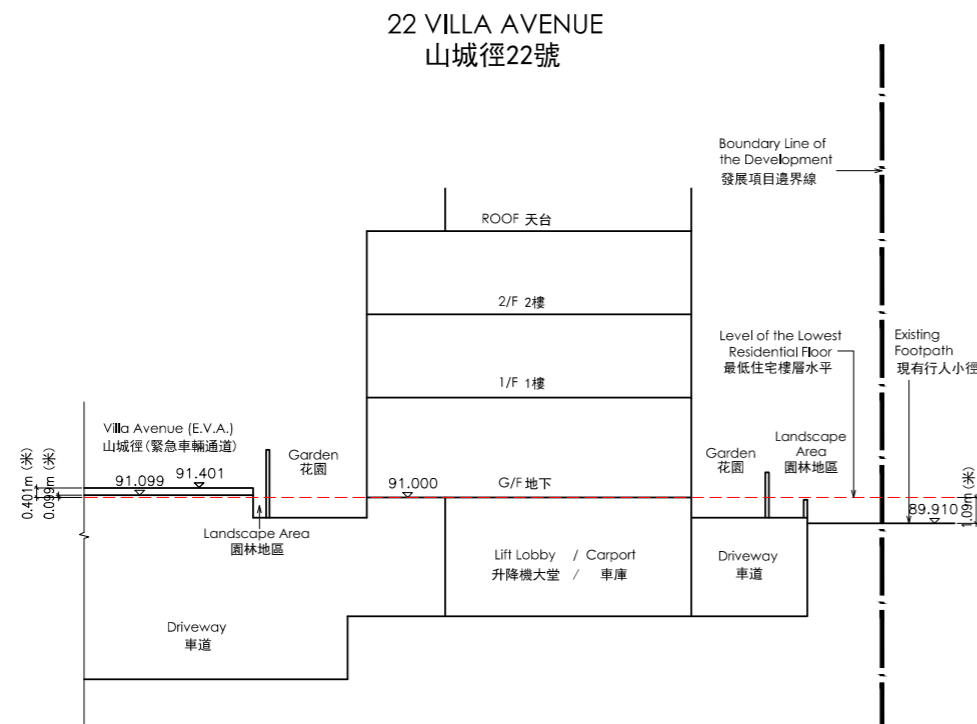 22 VILLA AVENUE
山城徑22號
Boundary Line of
the Development
發展項目邊界線
ROOF 天台
2/F 2樓
Level of the Lowest
Residential Floor
最低住宅樓層水平
Existing
Footpath
現有行人小徑
1/F 1樓
Villa Avenue (E.V.A.)
山城徑(緊急車輛通道)
Garden
花園
Garden
花園
Landscape
Area
園林地區
0.401m (米)
0.099m (米)
91.099
91.401
91.000
G/F 地下
89.910
1.09m (米)
Landscape Area
園林地區
Lift Lobby / Carport
升降機大堂 / 車庫
Driveway
車道
Driveway
車道